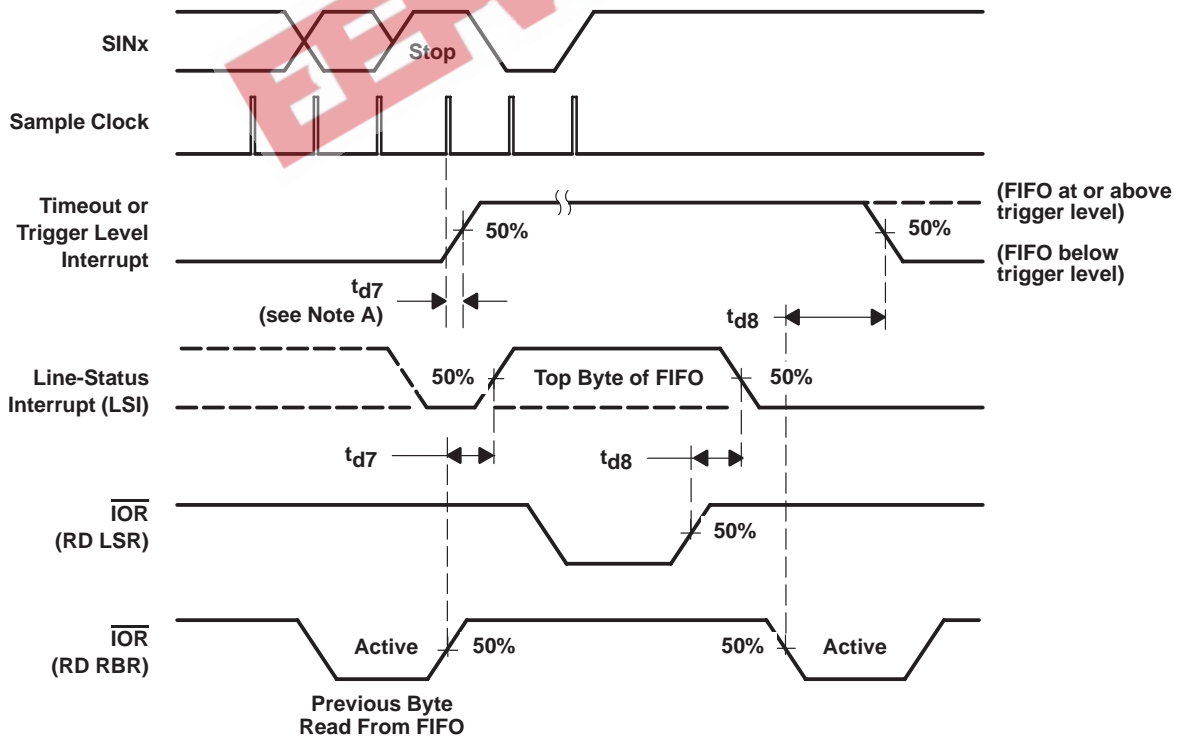 SINx
Stop
Sample Clock
Timeout or
Trigger Level
Interrupt
50%
50%
(FIFO at or above
trigger level)
(FIFO below
trigger level)
td7
(see Note A)
td8
Line-Status
Interrupt (LSI)
50%
Top Byte of FIFO
50%
td7
td8
IOR
(RD LSR)
50%
IOR
(RD RBR)
Active
50%
50%
Active
Previous Byte
Read From FIFO